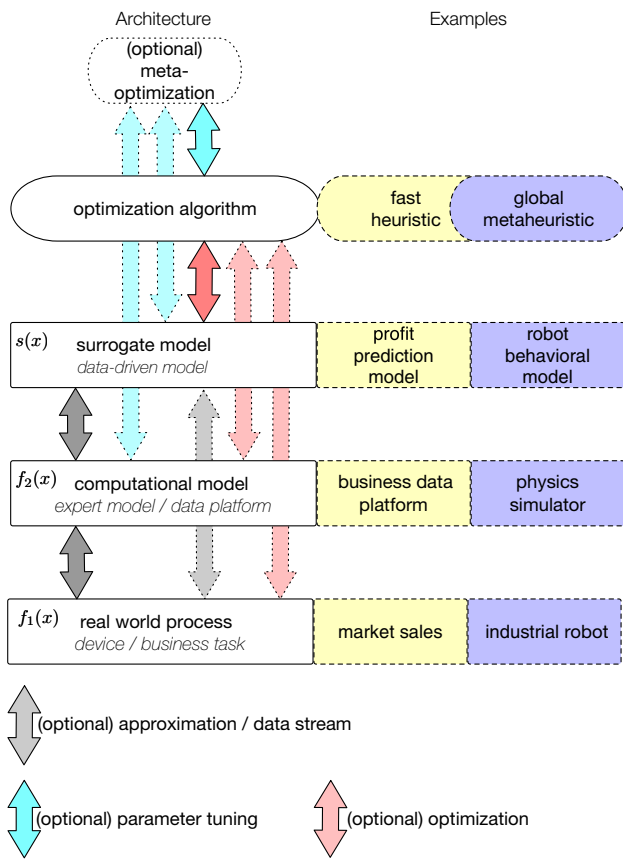 Architecture
Examples
(optional)
meta-
optimization
optimization algorithm
fast
heuristic
global
metaheuristic
s(x)
surrogate model
data-driven model
profit
prediction
model
robot
behavioral
model
f₂(x)
computational model
expert model / data platform
business data
platform
physics
simulator
f₁(x)
real world process
device / business task
market sales
industrial robot
(optional) approximation / data stream
(optional) parameter tuning
(optional) optimization